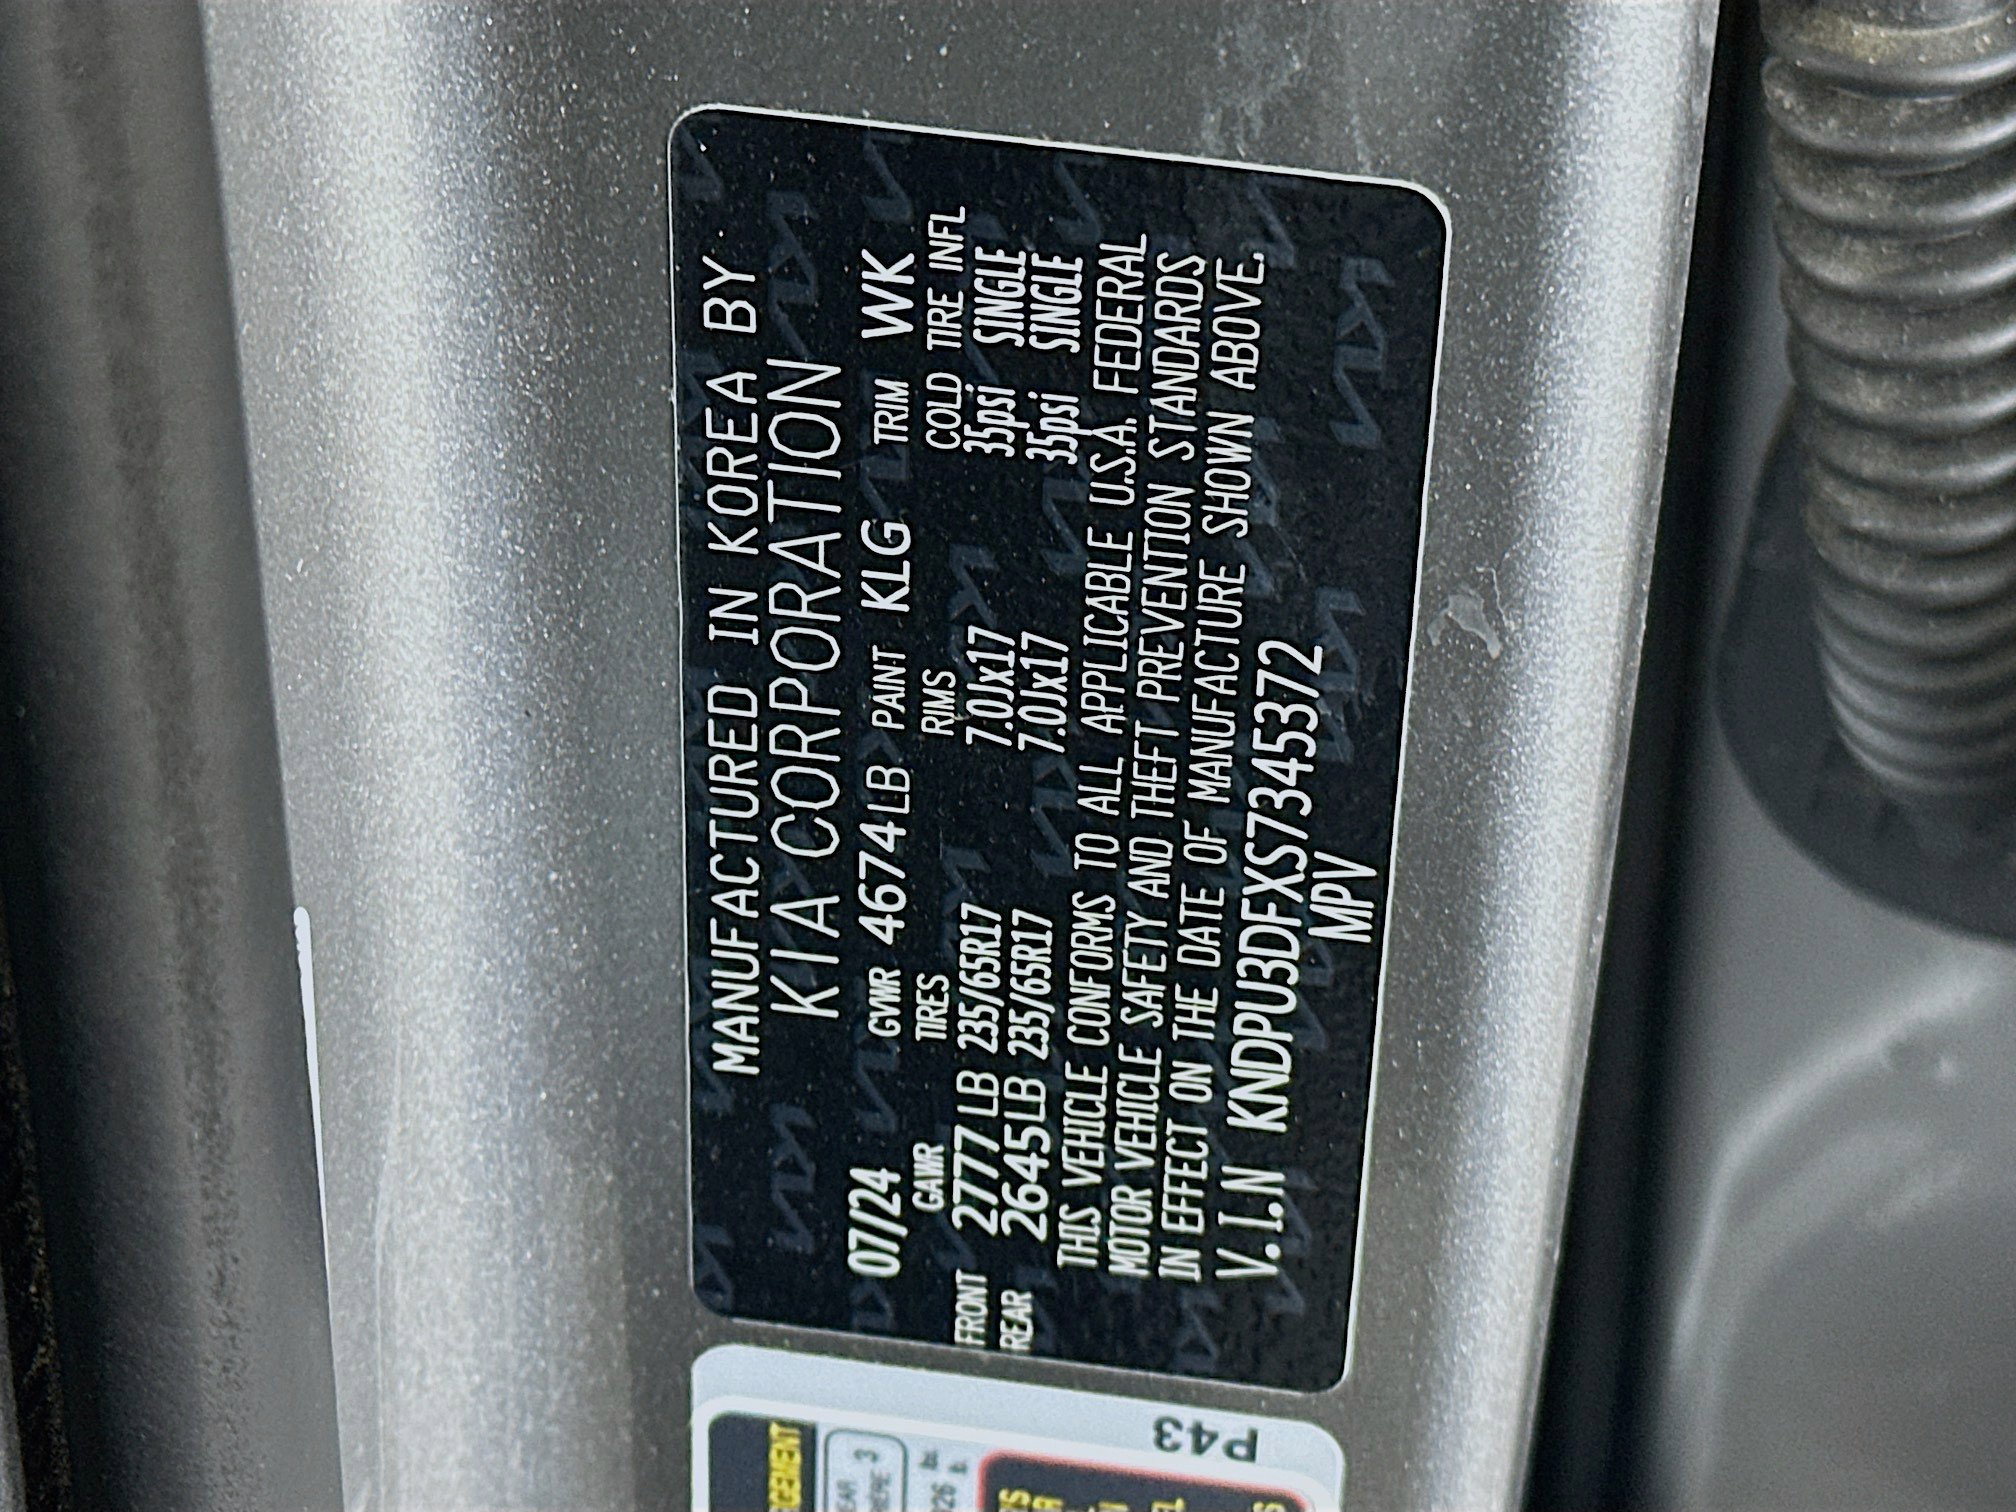 MANUFACTURED IN KOREA BY
KIA CORPORATION
07/24 GVWR 4674LB PAINT KLG TRIM WK
GAWR TIRES RIMS COLD TIRE INFL
FRONT 2777LB 235/65R17 7.0Jx17 35psi SINGLE
REAR 2645LB 235/65R17 7.0Jx17 35psi SINGLE
THIS VEHICLE CONFORMS TO ALL APPLICABLE U.S.A. FEDERAL
MOTOR VEHICLE SAFETY AND THEFT PREVENTION STANDARDS
IN EFFECT ON THE DATE OF MANUFACTURE SHOWN ABOVE.
V.I.N KNDPU3DFXS7345372
MPV
P43